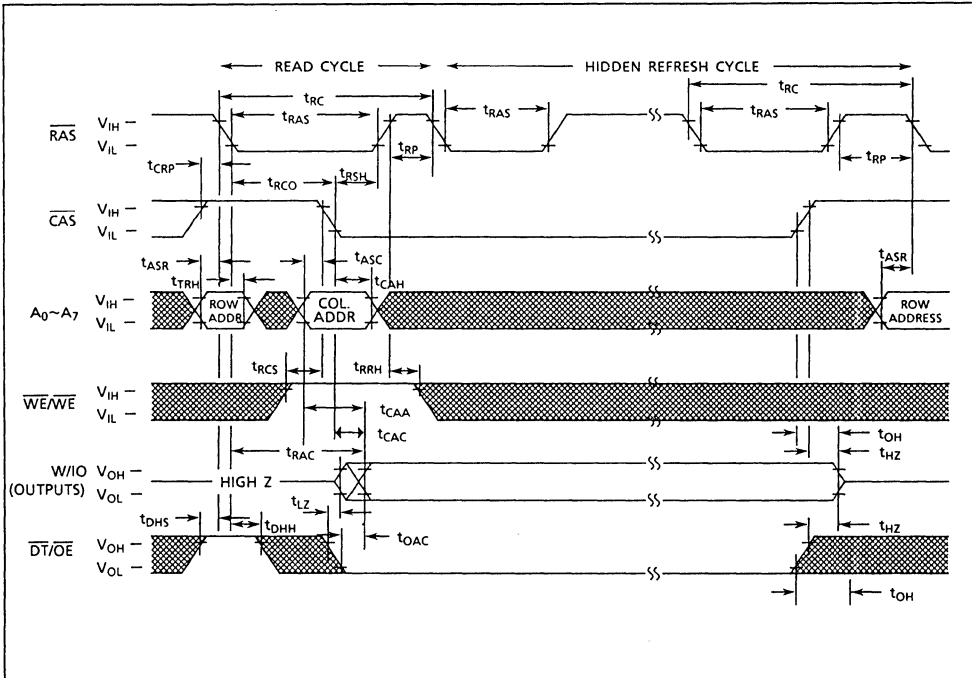 READ CYCLE HIDDEN REFRESH CYCLE
tRC tRC
tRAS tRAS tRAS
RAS VIH
VIL
tCRP tRP tRP
tRCO tRSH
CAS VIH
VIL
tASR tASC tASR
tTRH tCAH
A0~A7 VIH
VIL
ROW ADDR
COL. ADDR
ROW ADDRESS
tRCS tRRH
WE/WE VIH
VIL
tCAA
tCAC tOH
tRAC tHZ
W/IO (OUTPUTS) VOH
VOL
HIGH Z
tLZ
tDHS tDHH tOAC tHZ
DT/OE VOH
VOL
tOH